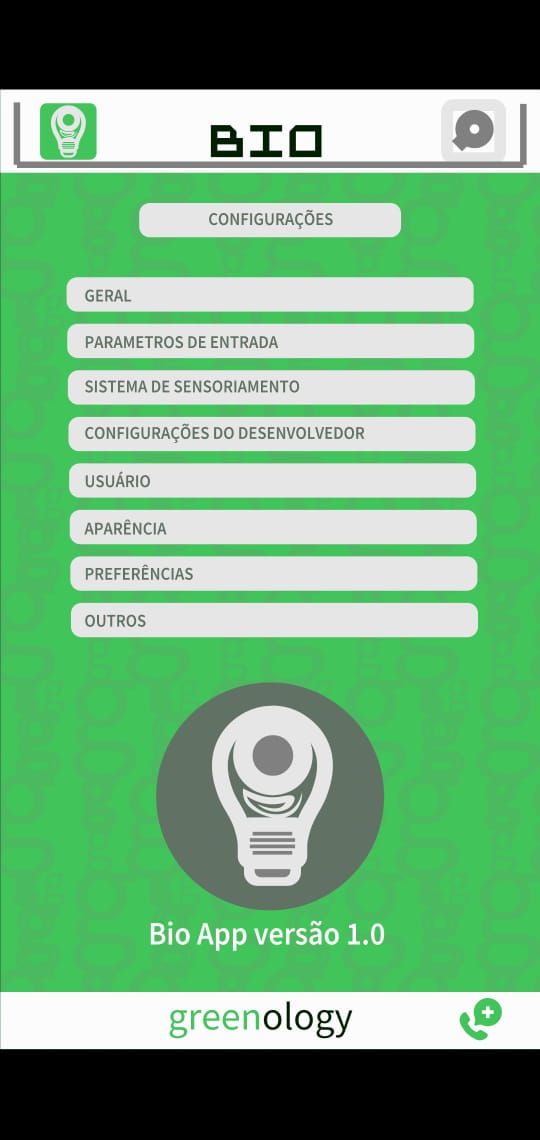 BIO
CONFIGURAÇÕES
GERAL
PARAMETROS DE ENTRADA
SISTEMA DE SENSORIAMENTO
CONFIGURAÇÕES DO DESENVOLVEDOR
USUÁRIO
APARÊNCIA
PREFERÊNCIAS
OUTROS
Bio App versão 1.0
greenology